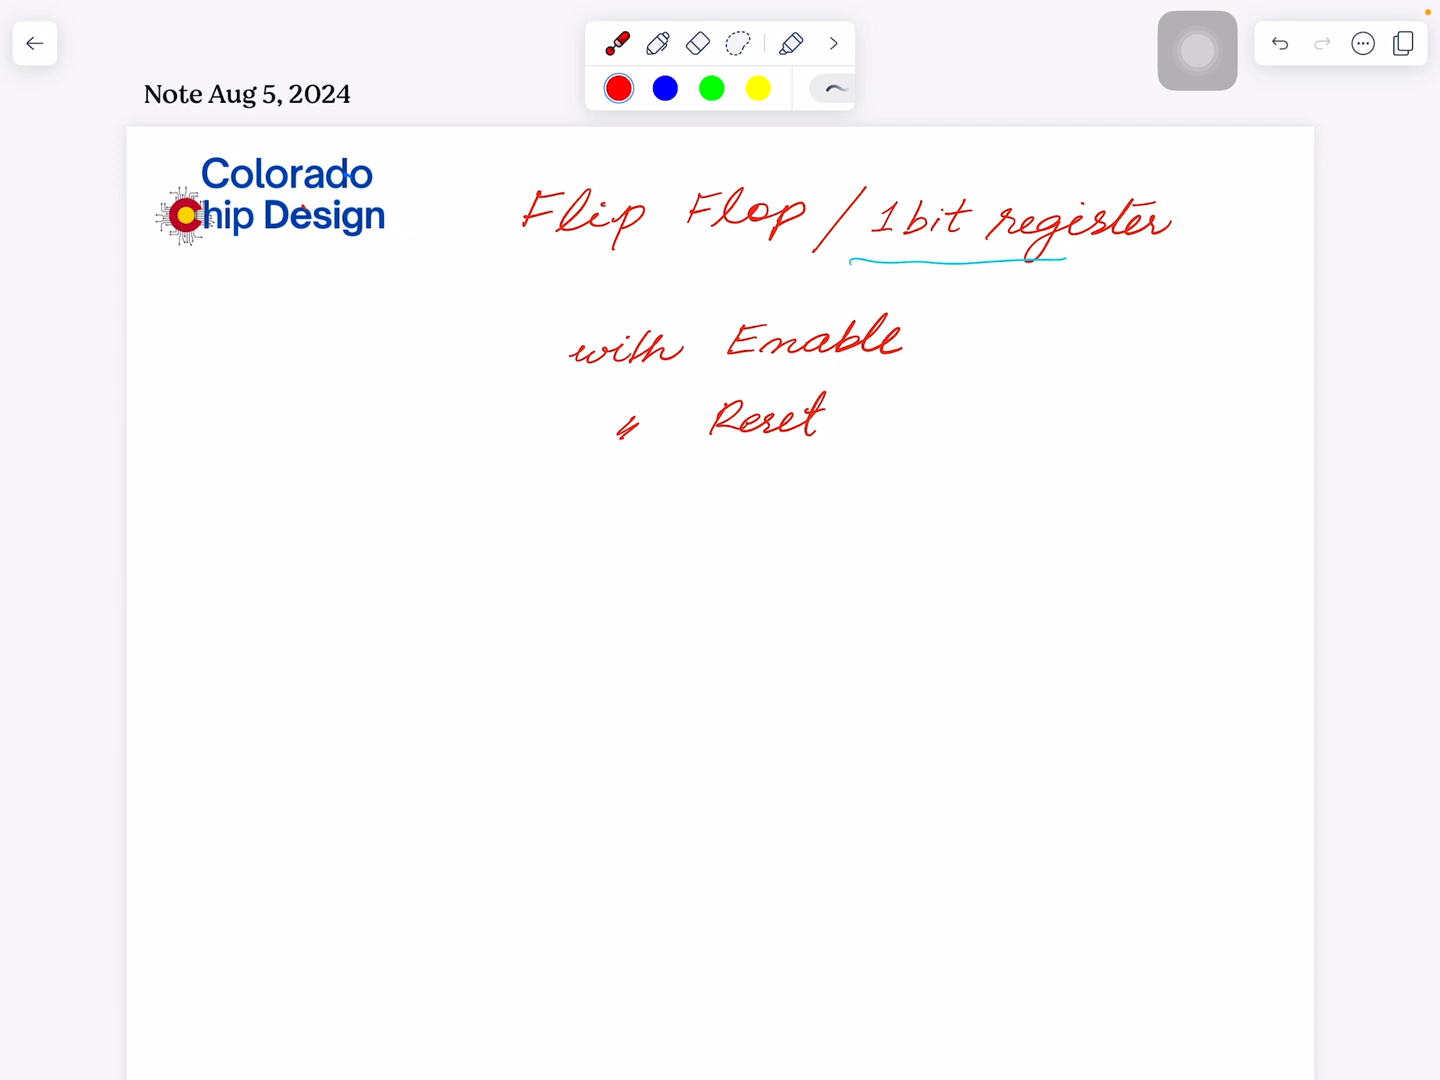 Note Aug 5, 2024
Colorado
Chip Design
Flip Flop / 1 bit register
with Enable
" Reset